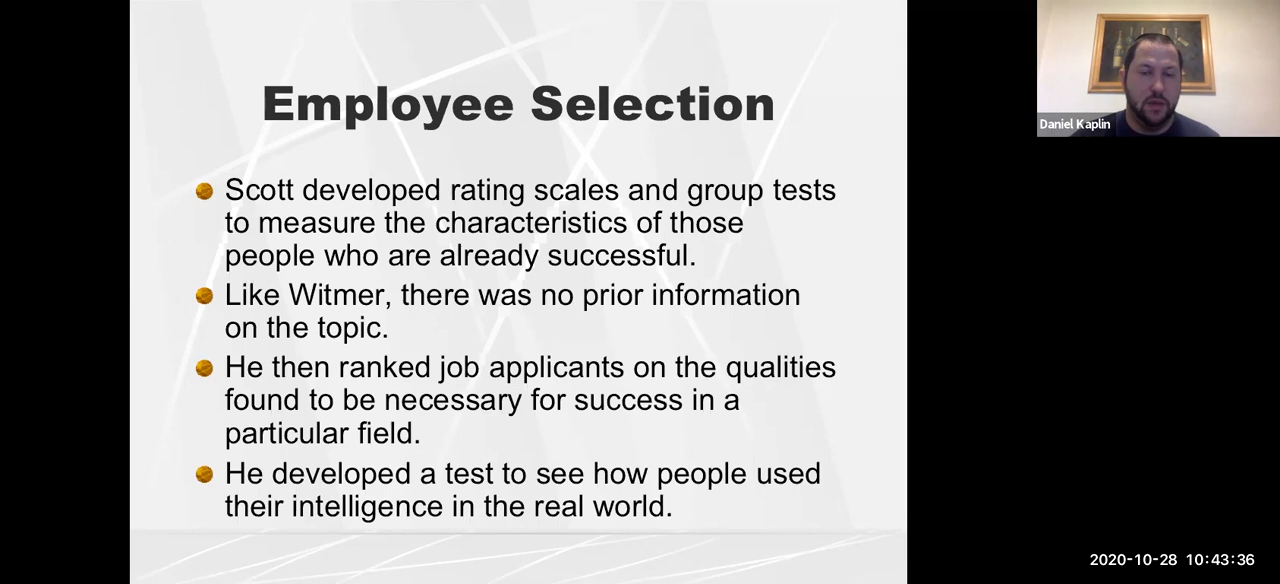 Employee Selection
Scott developed rating scales and group tests
to measure the characteristics of those
people who are already successful.
Like Witmer, there was no prior information
on the topic.
He then ranked job applicants on the qualities
found to be necessary for success in a
particular field.
He developed a test to see how people used
their intelligence in the real world.
Daniel Kaplin
2020-10-28 10:43:36